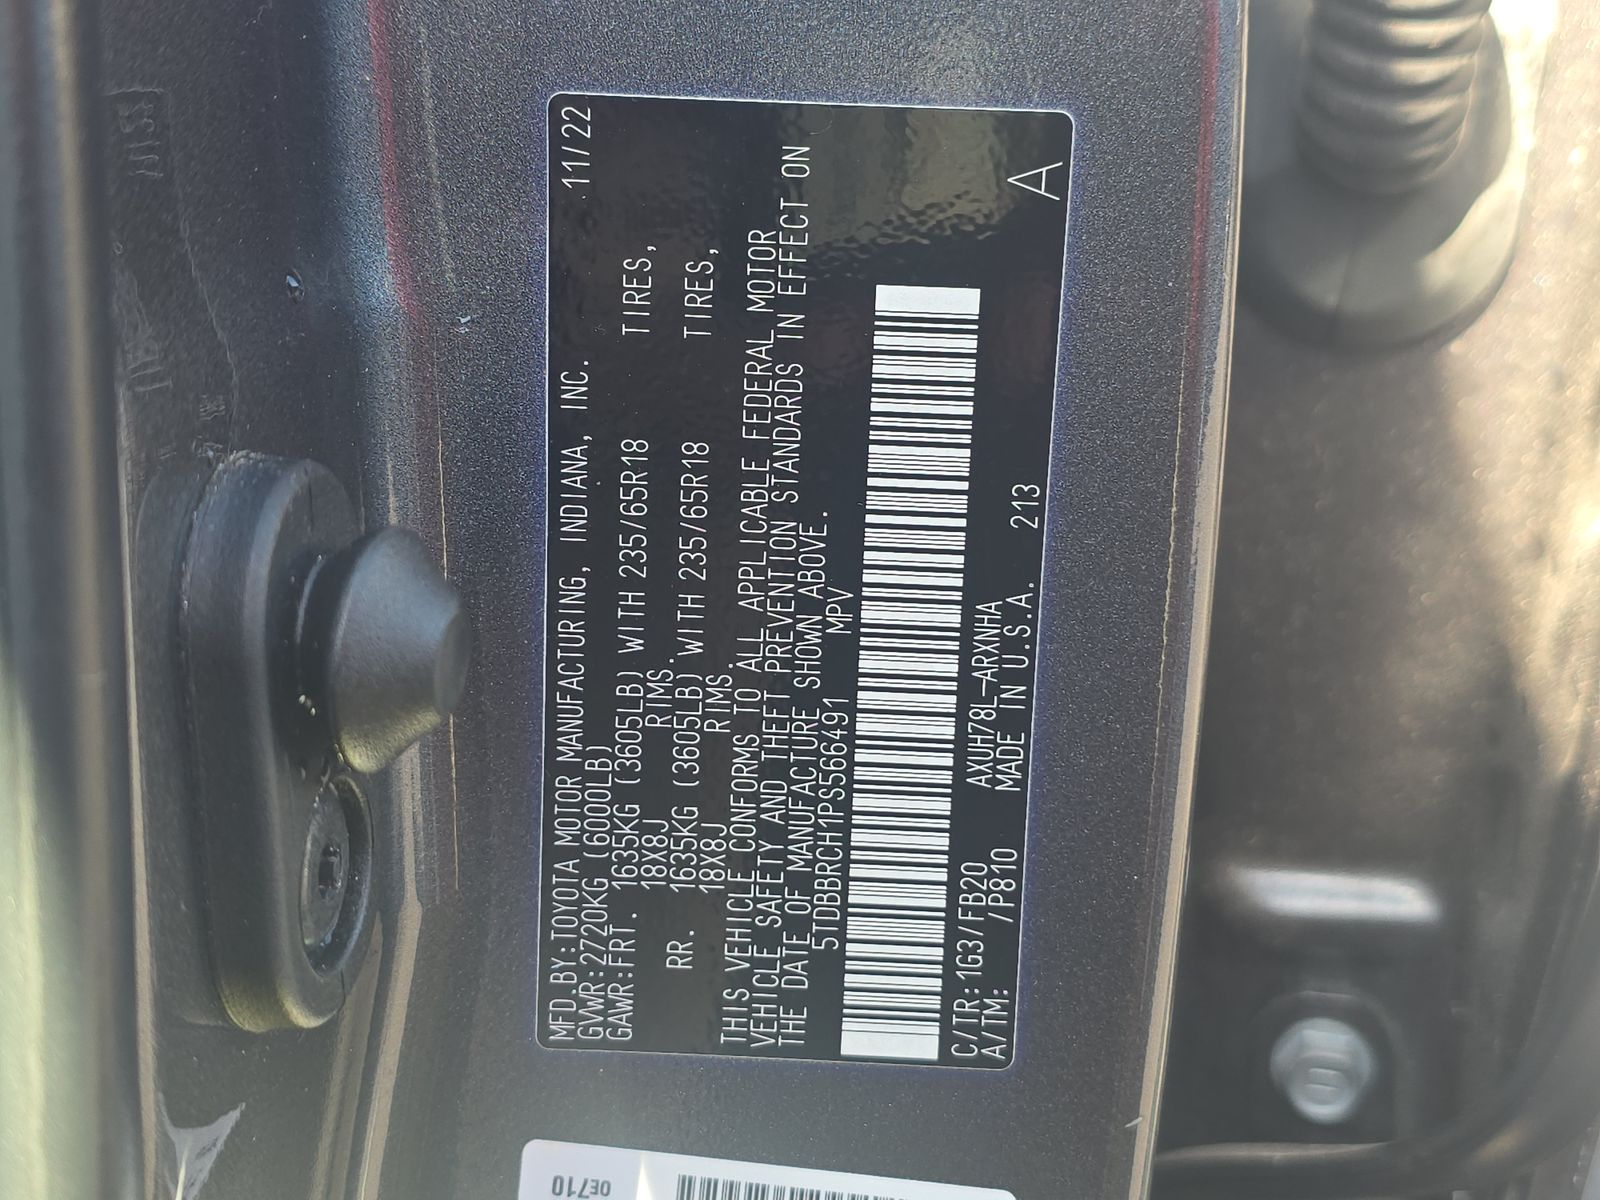 MFD.BY:TOYOTA MOTOR MANUFACTURING, INDIANA, INC. 11/22
GVWR:2720KG (6000LB)
GAWR:FRT. 1635KG (3605LB) WITH 235/65R18 TIRES,
18X8J RIMS.
RR. 1635KG (3605LB) WITH 235/65R18 TIRES,
18X8J RIMS.
THIS VEHICLE CONFORMS TO ALL APPLICABLE FEDERAL MOTOR
VEHICLE SAFETY AND THEFT PREVENTION STANDARDS IN EFFECT ON
THE DATE OF MANUFACTURE SHOWN ABOVE.
5TDBBRCH1PS566491 MPV
C/TR:1G3/FB20 AXUH78L-ARXNHA
A/TM: /P810 MADE IN U.S.A. 213
A
0E710